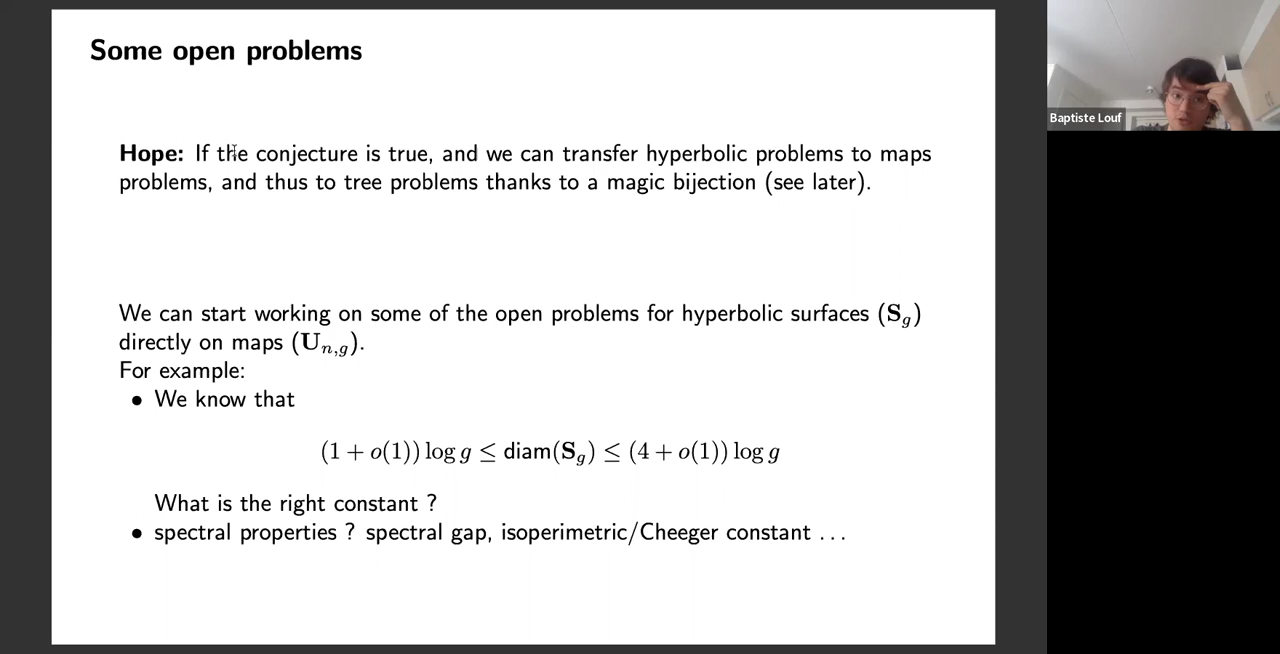 Some open problems
Hope: If the conjecture is true, and we can transfer hyperbolic problems to maps
problems, and thus to tree problems thanks to a magic bijection (see later).
We can start working on some of the open problems for hyperbolic surfaces (S_g)
directly on maps (U_{n,g}).
For example:
• We know that
(1 + o(1)) log g ≤ diam(S_g) ≤ (4 + o(1)) log g
What is the right constant ?
• spectral properties ? spectral gap, isoperimetric/Cheeger constant ...
Baptiste Louf